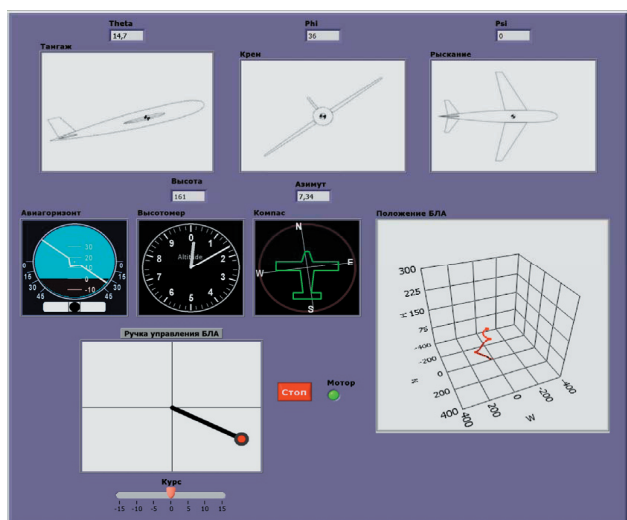 Theta
14,7
Phi
36
Psi
0
Тангаж
Крен
Рыскание
Высота
161
Азимут
7,34
Авиагоризонт
Высотомер
Компас
Положение БЛА
30
20
10
0
-10
0
15
30
45
0
15
30
45
0
1
2
3
4
5
6
7
8
9
Altitude
N
E
S
W
300
225
150
75
-400
-200
0
200
400
H
400
200
0
-200
-400
W
Ручка управления БЛА
Стоп
Мотор
Курс
-15 -10 -5 0 5 10 15